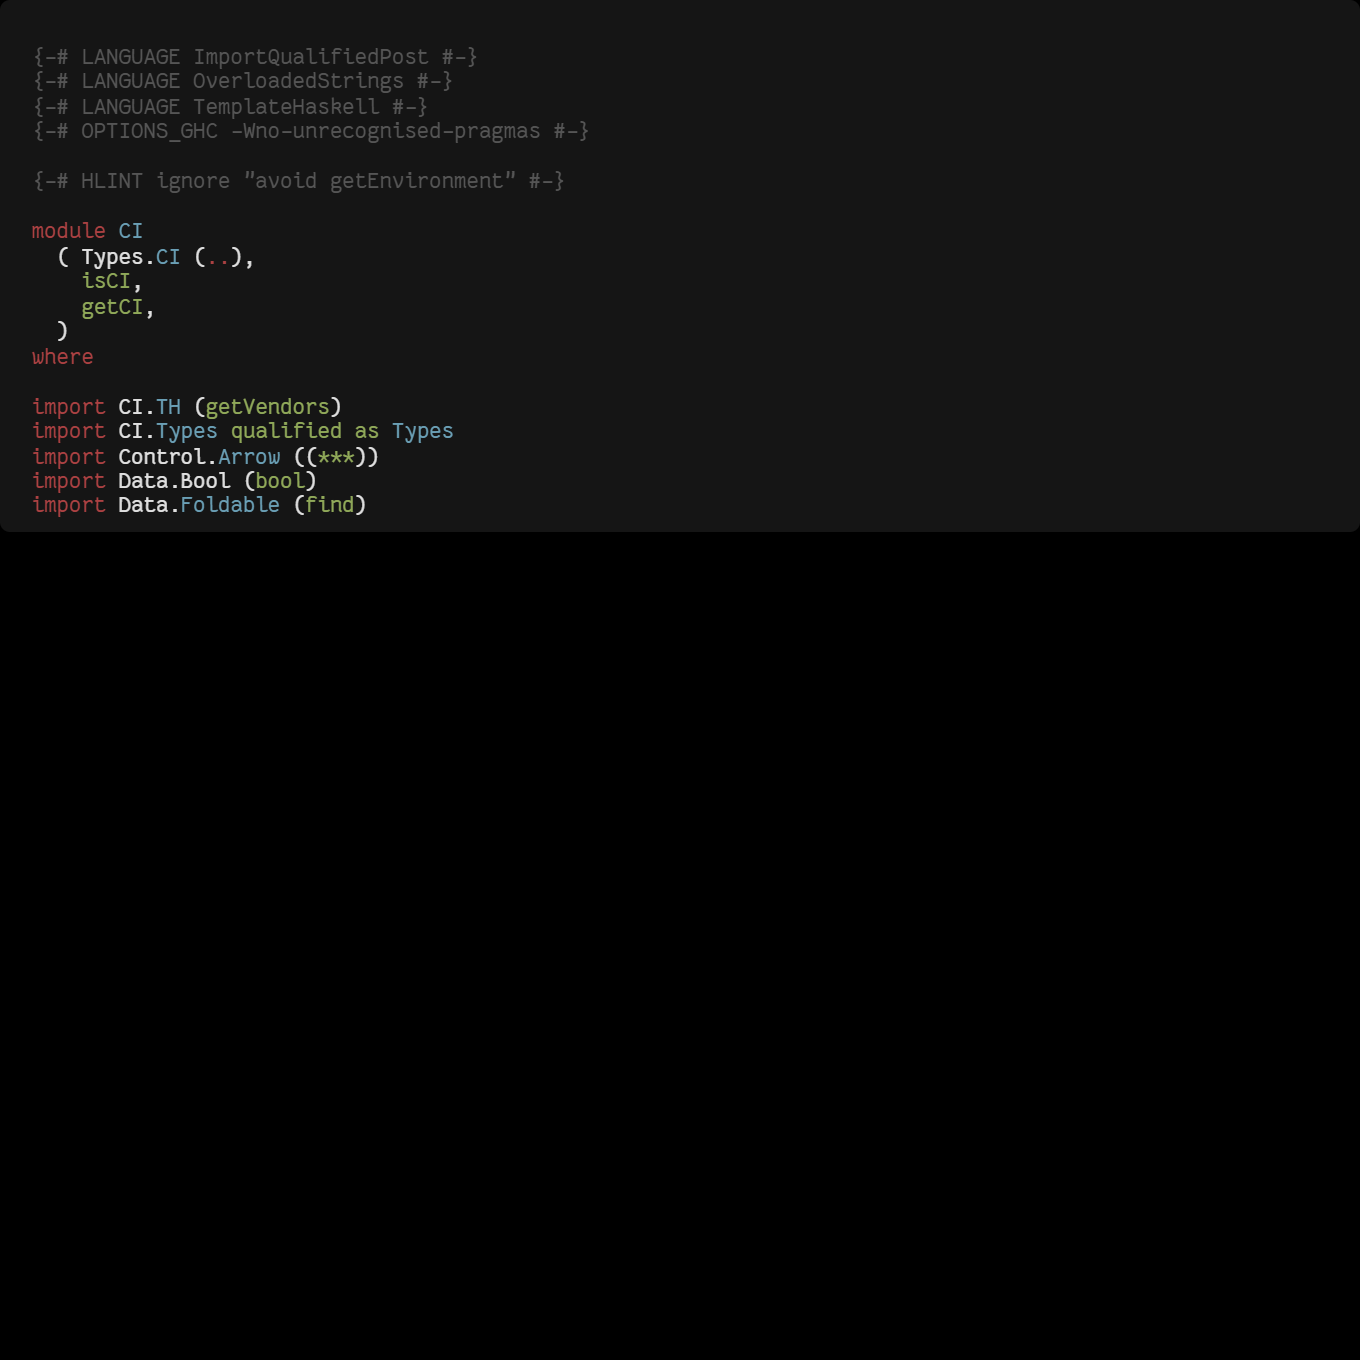 {-# LANGUAGE ImportQualifiedPost #-}
{-# LANGUAGE OverloadedStrings #-}
{-# LANGUAGE TemplateHaskell #-}
{-# OPTIONS_GHC -Wno-unrecognised-pragmas #-}

{-# HLINT ignore "avoid getEnvironment" #-}

module CI
  ( Types.CI (..),
    isCI,
    getCI,
  )
where

import CI.TH (getVendors)
import CI.Types qualified as Types
import Control.Arrow ((***))
import Data.Bool (bool)
import Data.Foldable (find)